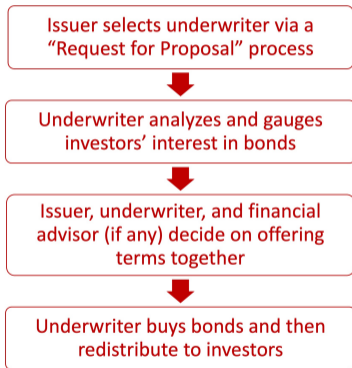 Issuer selects underwriter via a
“Request for Proposal” process
Underwriter analyzes and gauges
investors’ interest in bonds
Issuer, underwriter, and financial
advisor (if any) decide on offering
terms together
Underwriter buys bonds and then
redistribute to investors